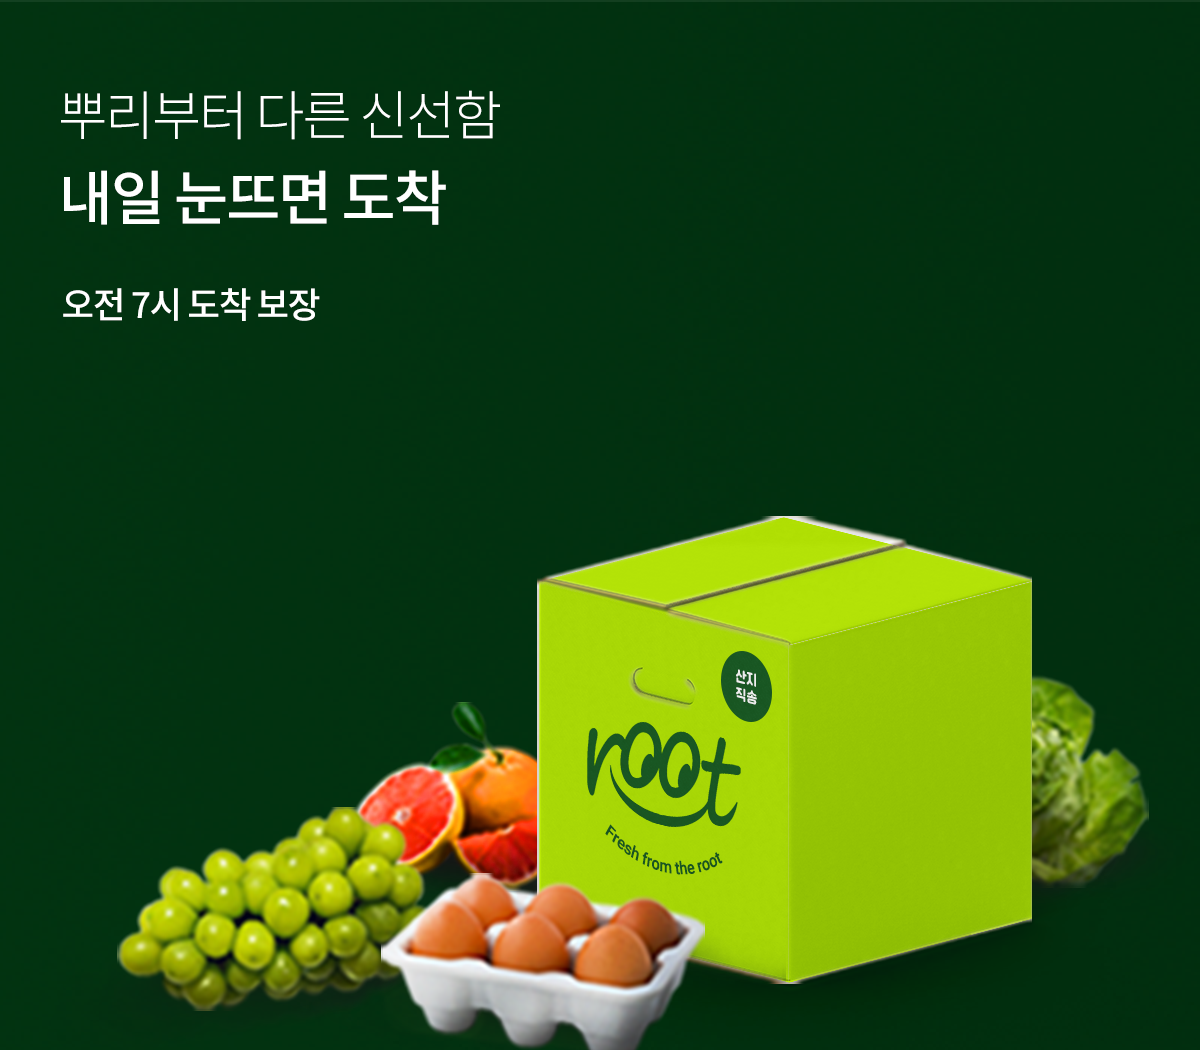 뿌리부터 다른 신선함
내일 눈뜨면 도착
오전 7시 도착 보장
산지
직송
root
Fresh from the root